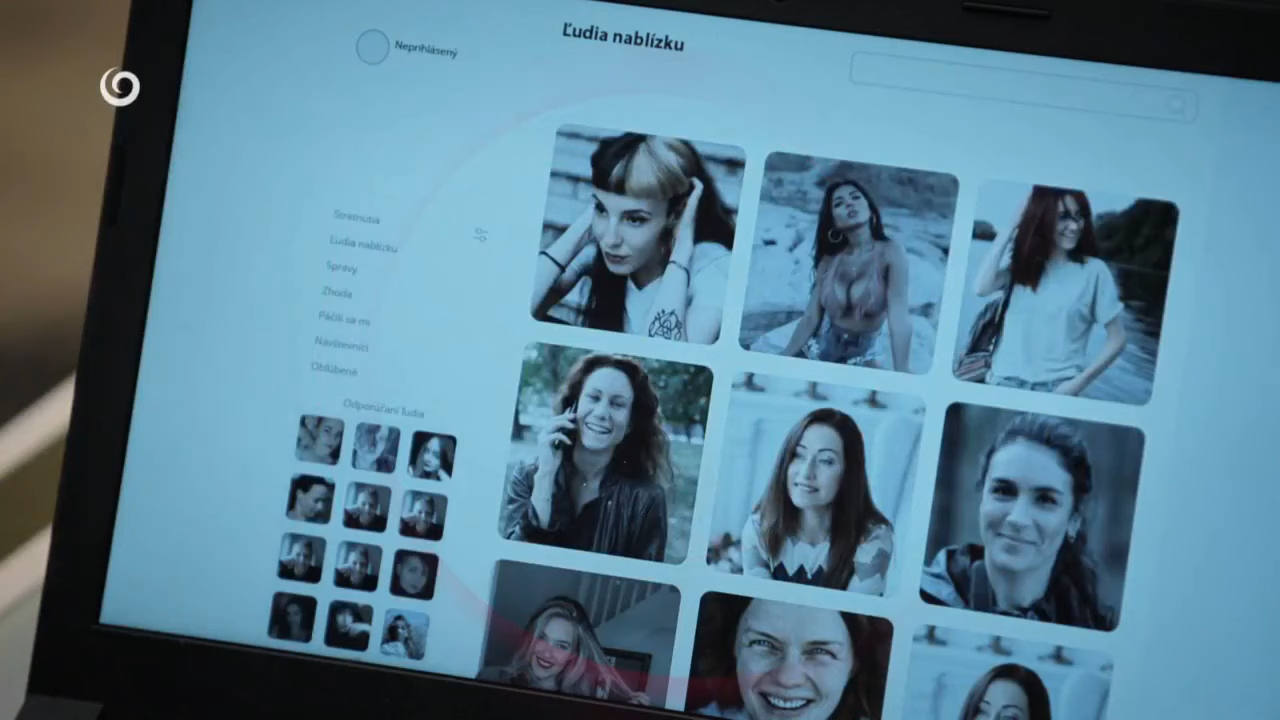 Neprihlásený
Ľudia nablízku
Stretnutia
Ľudia nablízku
Správy
Zhoda
Páčili sa mi
Návštevníci
Obľúbené
Odporúčaní ľudia